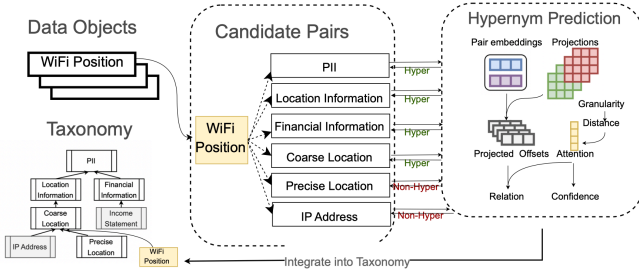 Data Objects
WiFi Position
Taxonomy
PII
Location
Information
Financial
Information
Coarse
Location
Income
Statement
IP Address
Precise
Location
WiFi
Position
Candidate Pairs
WiFi
Position
PII
Location Information
Financial Information
Coarse Location
Precise Location
IP Address
Hyper
Hyper
Hyper
Hyper
Non-Hyper
Non-Hyper
Hypernym Prediction
Pair embeddings
Projections
Granularity
Distance
Projected Offsets
Attention
Relation
Confidence
Integrate into Taxonomy